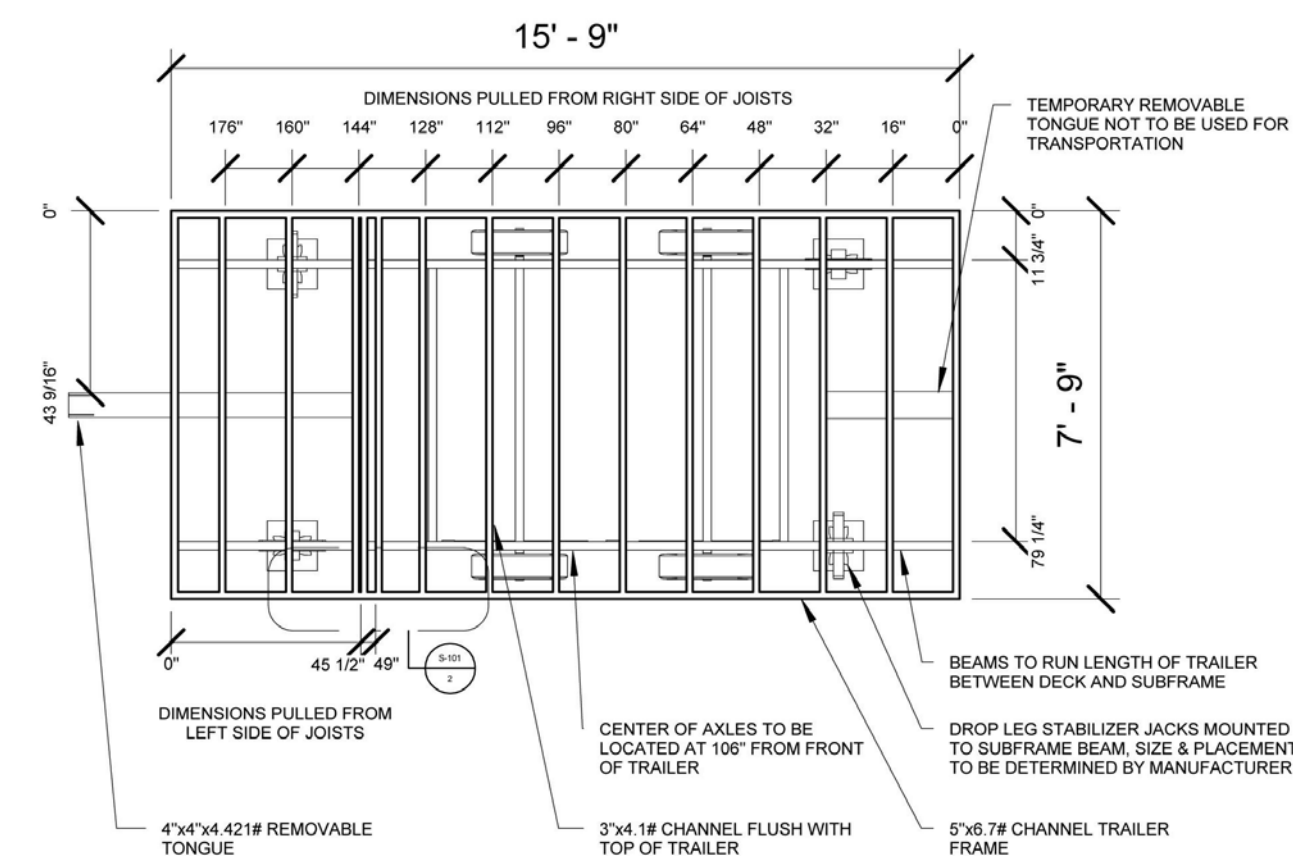 15' - 9"
DIMENSIONS PULLED FROM RIGHT SIDE OF JOISTS
176" 160" 144" 128" 112" 96" 80" 64" 48" 32" 16" 0"
TEMPORARY REMOVABLE
TONGUE NOT TO BE USED FOR
TRANSPORTATION
0"
43 9/16"
0"
11 3/4"
79 1/4"
7' - 9"
0" 45 1/2" 49"
S-101
2
DIMENSIONS PULLED FROM
LEFT SIDE OF JOISTS
BEAMS TO RUN LENGTH OF TRAILER
BETWEEN DECK AND SUBFRAME
CENTER OF AXLES TO BE
LOCATED AT 106" FROM FRONT
OF TRAILER
DROP LEG STABILIZER JACKS MOUNTED
TO SUBFRAME BEAM, SIZE & PLACEMENT
TO BE DETERMINED BY MANUFACTURER
4"x4"x4.421# REMOVABLE
TONGUE
3"x4.1# CHANNEL FLUSH WITH
TOP OF TRAILER
5"x6.7# CHANNEL TRAILER
FRAME